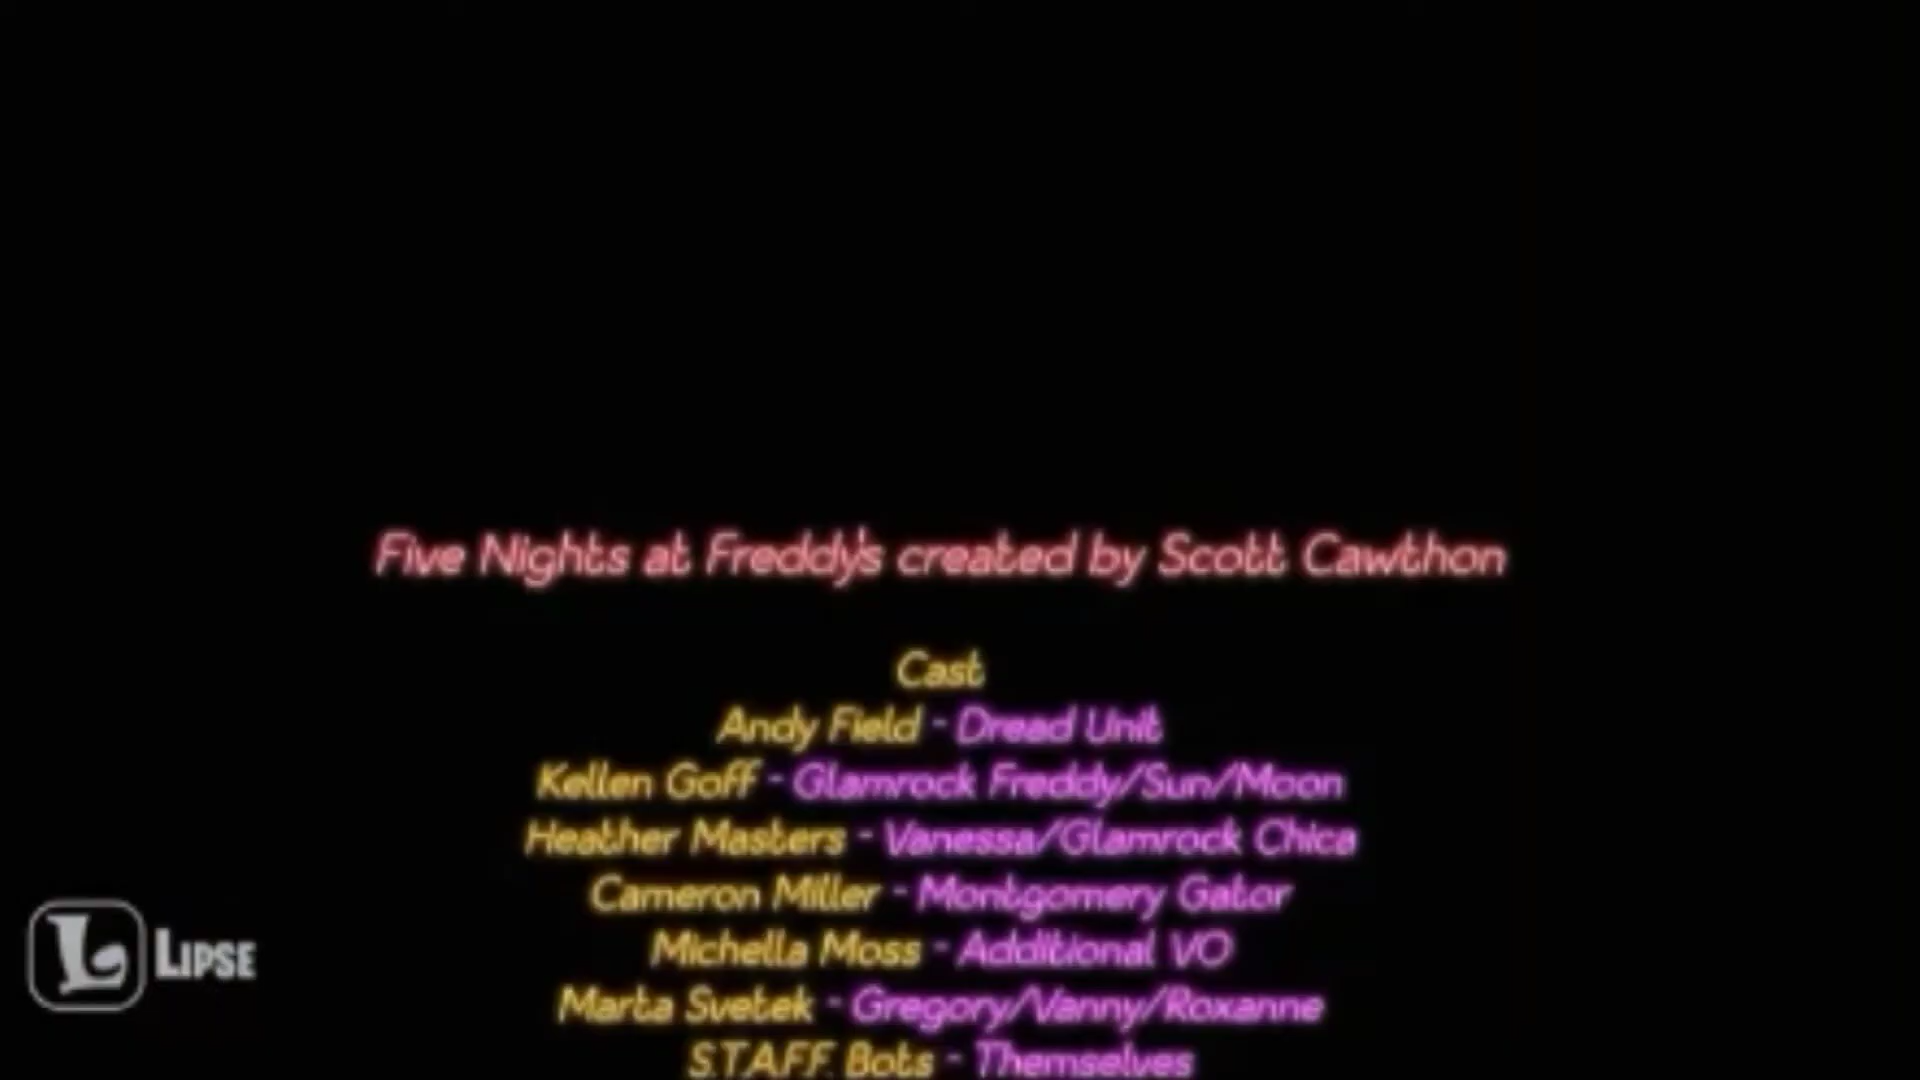 Five Nights at Freddy's created by Scott Cawthon
Cast
Andy Field - Dread Unit
Kellen Goff - Glamrock Freddy/Sun/Moon
Heather Masters - Vanessa/Glamrock Chica
Cameron Miller - Montgomery Gator
Michella Moss - Additional VO
Marta Svetek - Gregory/Vanny/Roxanne
S.T.A.F.F. Bots - Themselves
L LIPSE